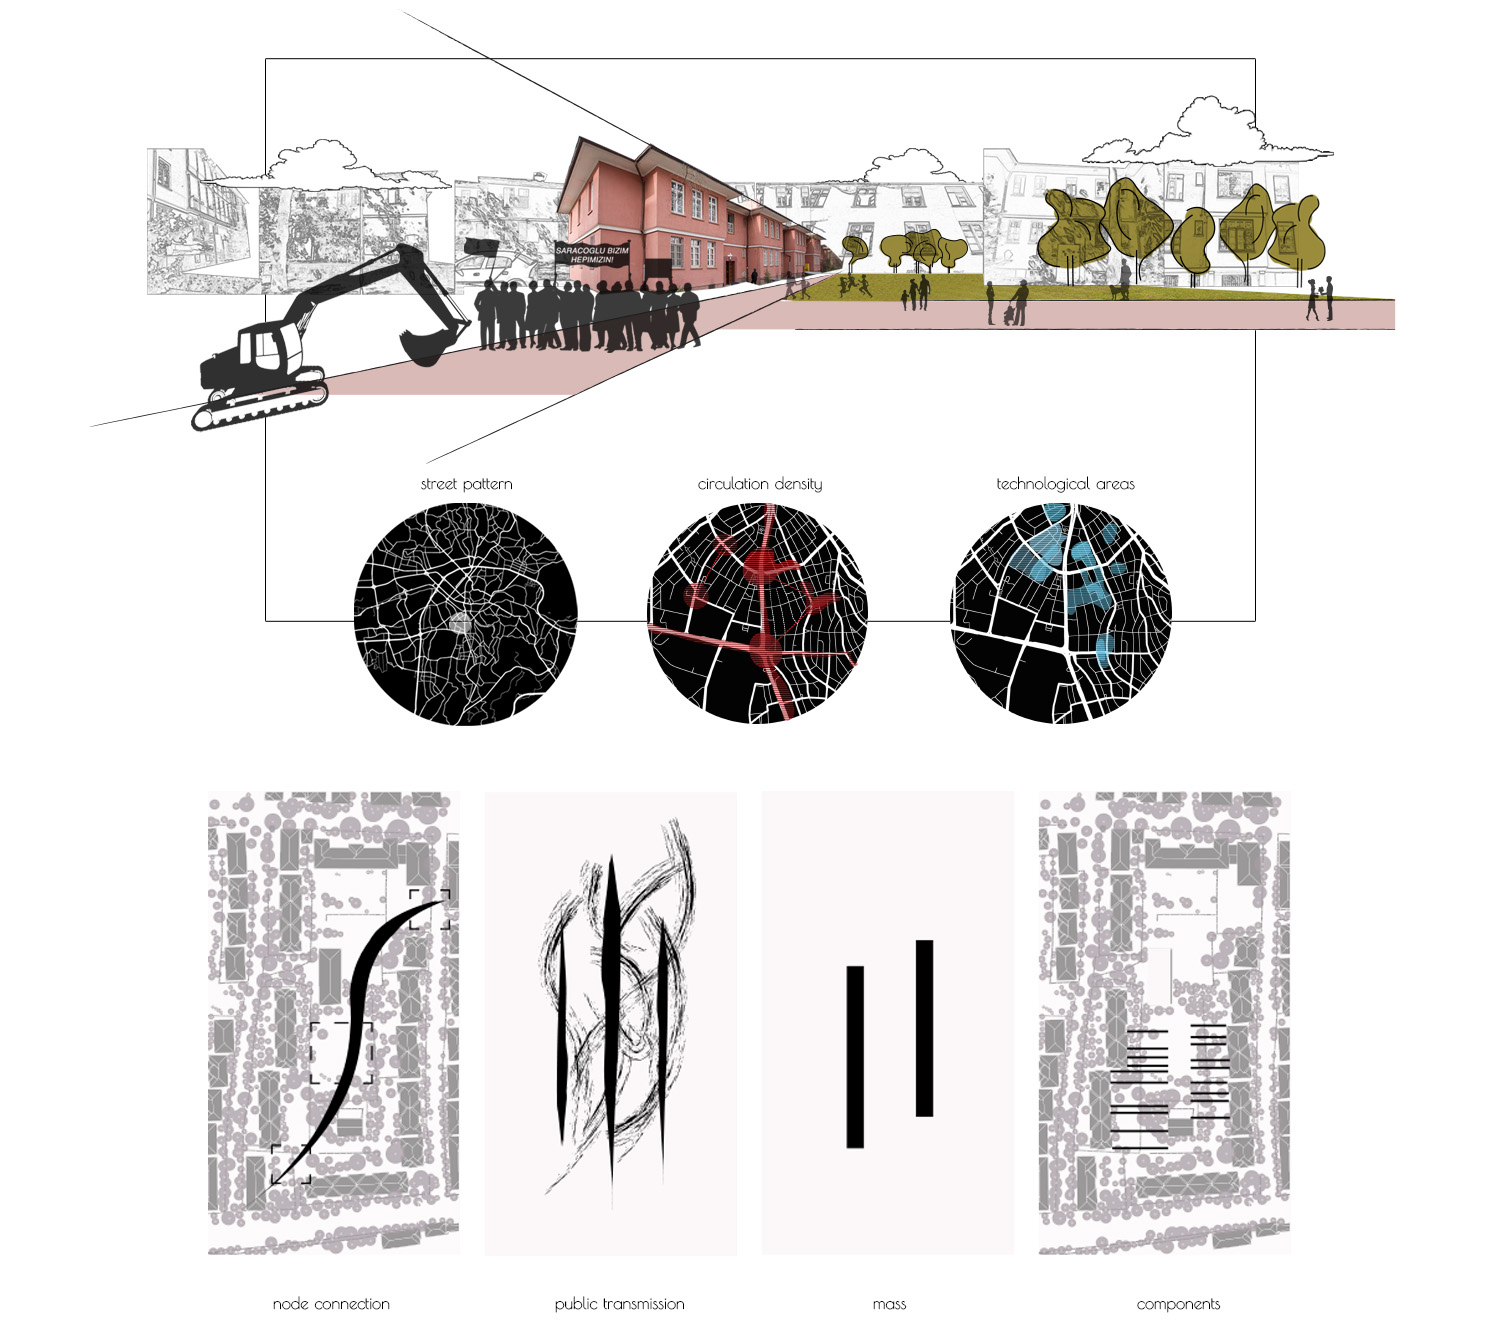 SARACOGLU BIZIM
HEPIMIZIN!
street pattern
circulation density
technological areas
node connection
public transmission
mass
components